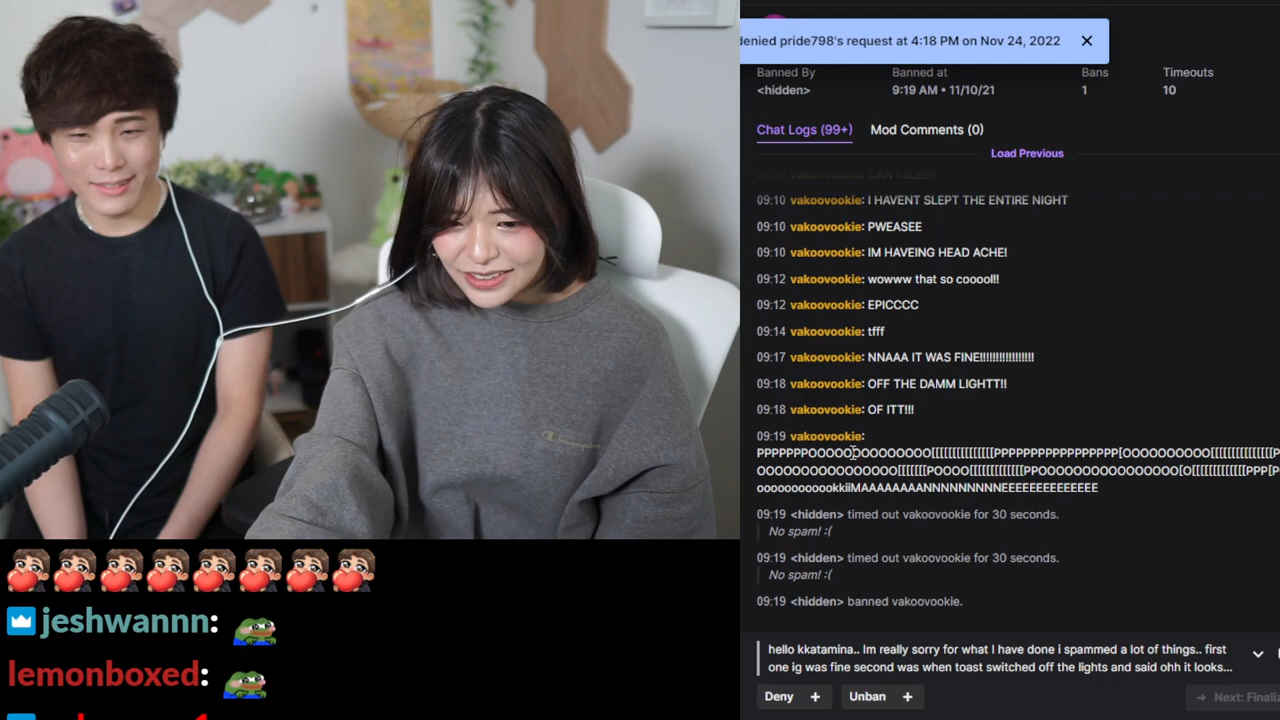 denied pride798's request at 4:18 PM on Nov 24, 2022
Banned By Banned at Bans Timeouts
<hidden> 9:19 AM • 11/10/21 1 10
Chat Logs (99+) Mod Comments (0)
Load Previous
CAN I SLEEP
09:10 vakoovookie: I HAVENT SLEPT THE ENTIRE NIGHT
09:10 vakoovookie: PWEASEE
09:10 vakoovookie: IM HAVEING HEAD ACHE!
09:12 vakoovookie: wowww that so cooool!!
09:12 vakoovookie: EPICCCC
09:14 vakoovookie: tfff
09:17 vakoovookie: NNAAA IT WAS FINE!!!!!!!!!!!!!!!!!
09:18 vakoovookie: OFF THE DAMM LIGHTT!!
09:18 vakoovookie: OF ITT!!!
09:19 vakoovookie:
09:19 <hidden> timed out vakoovookie for 30 seconds.
No spam! :(
09:19 <hidden> timed out vakoovookie for 30 seconds.
No spam! :(
09:19 <hidden> banned vakoovookie.
hello kkatamina.. Im really sorry for what I have done i spammed a lot of things.. first
one ig was fine second was when toast switched off the lights and said ohh it looks...
Deny + Unban + → Next:
Champion
jeshwannn:
lemonboxed: